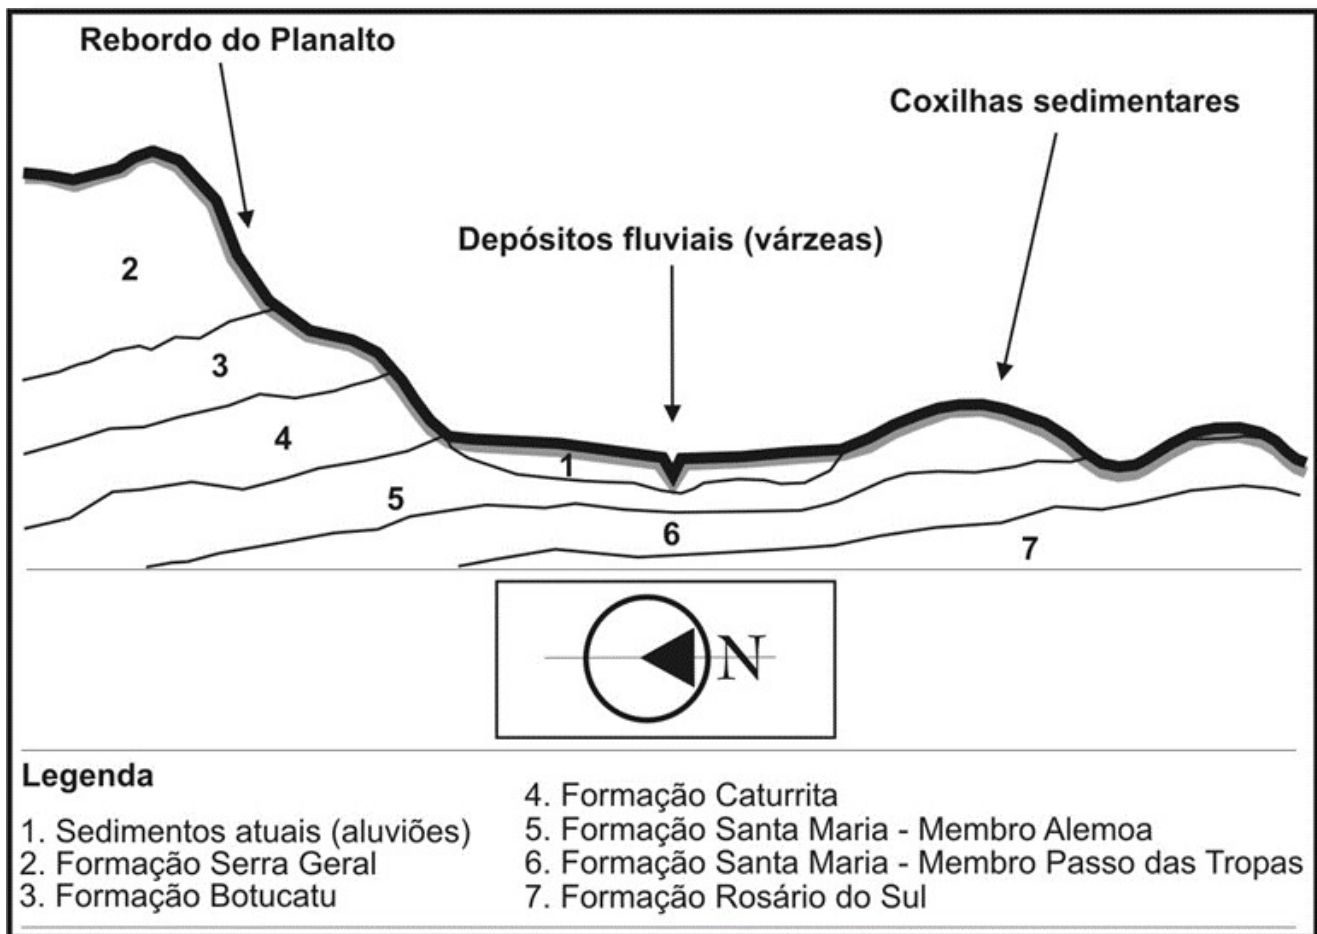 Rebordo do Planalto
Coxilhas sedimentares
Depósitos fluviais (várzeas)
2
3
4
1
5
6
7
N
Legenda
1. Sedimentos atuais (aluviões)
2. Formação Serra Geral
3. Formação Botucatu
4. Formação Caturrita
5. Formação Santa Maria - Membro Alemoa
6. Formação Santa Maria - Membro Passo das Tropas
7. Formação Rosário do Sul